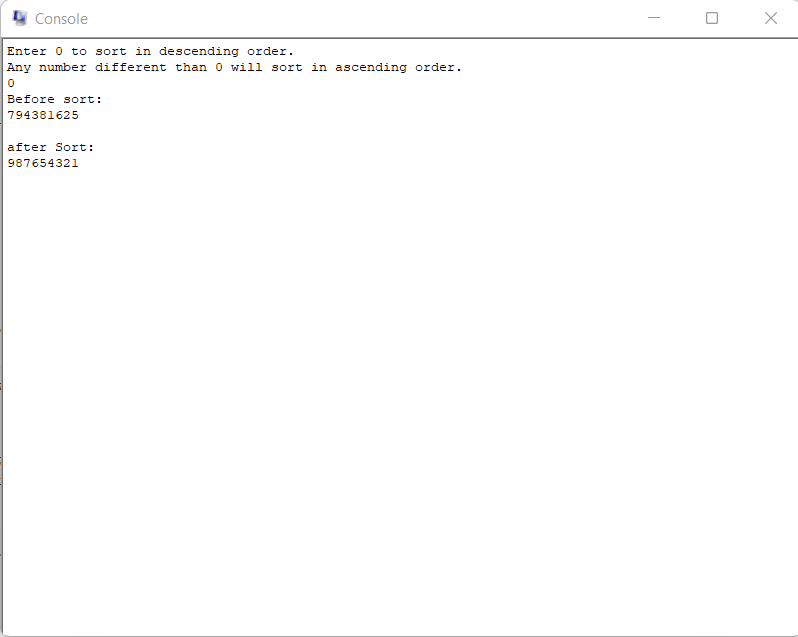 Console
Enter 0 to sort in descending order.
Any number different than 0 will sort in ascending order.
0
Before sort:
794381625
after Sort:
987654321